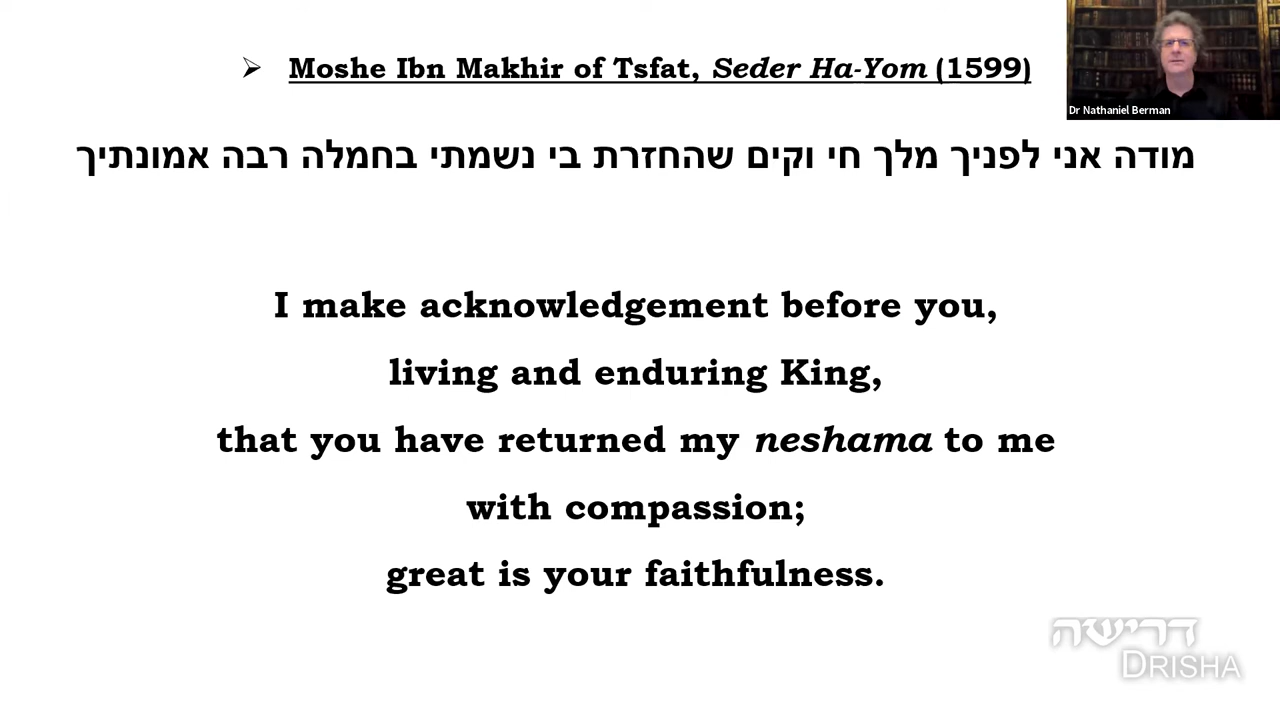 ➢ Moshe Ibn Makhir of Tsfat, Seder Ha-Yom (1599)
Dr Nathaniel Berman
מודה אני לפניך מלך חי וקים שהחזרת בי נשמתי בחמלה רבה אמונתיך
I make acknowledgement before you,
living and enduring King,
that you have returned my neshama to me
with compassion;
great is your faithfulness.
דרישה
DRISHA